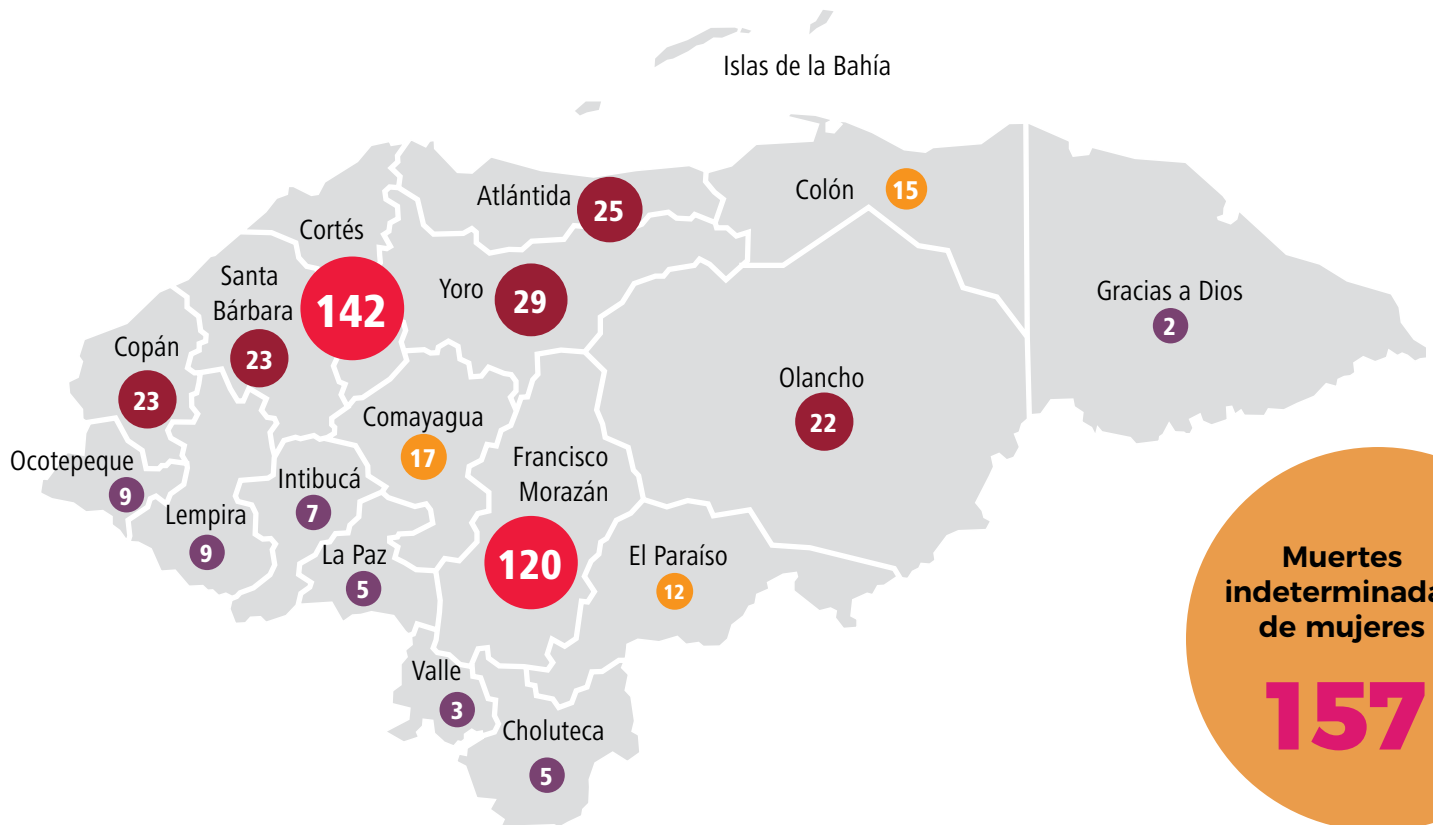 Islas de la Bahía
Atlántida
25
Colón
15
Cortés
142
Yoro
29
Santa
Bárbara
23
Gracias a Dios
2
Copán
23
Olancho
22
Comayagua
17
Francisco
Morazán
120
Ocotepeque
9
Intibucá
7
Lempira
9
La Paz
5
El Paraíso
12
Valle
3
Choluteca
5
Muertes
indeterminada
de mujeres
157